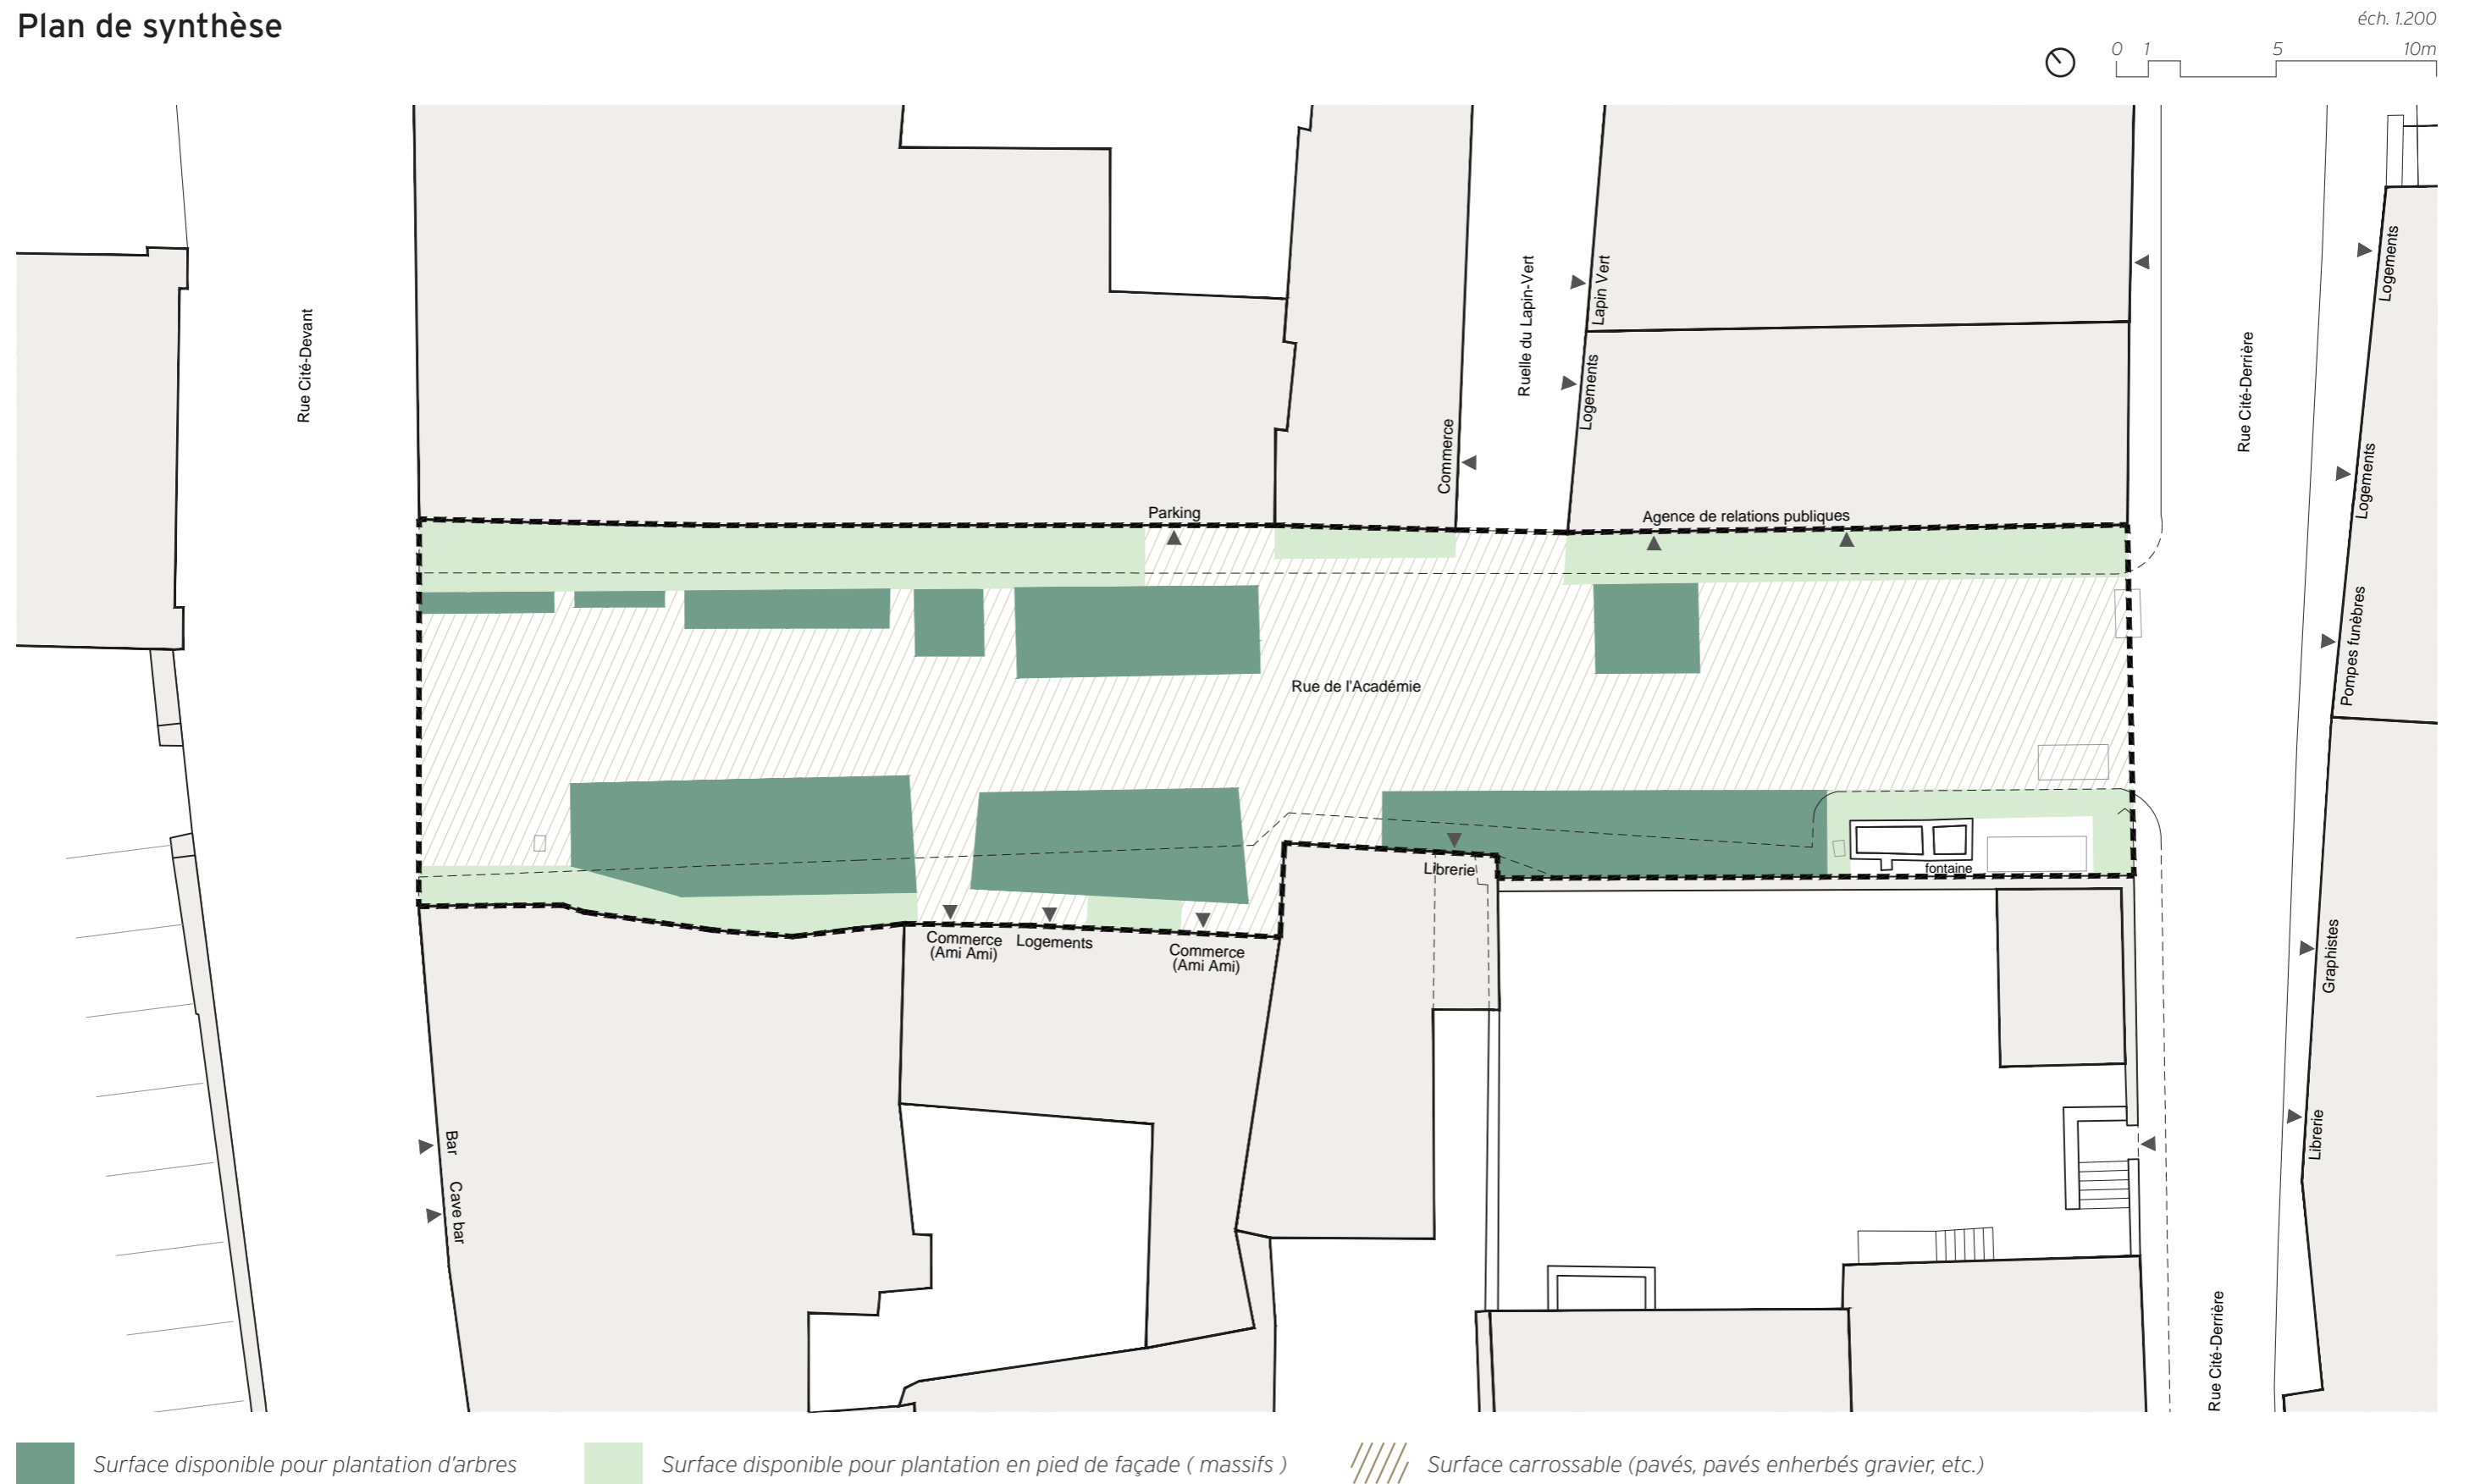 Plan de synthèse
éch. 1.200
0 1 5 10m
Rue Cité-Devant
Ruelle du Lapin-Vert
Lapin Vert
Logements
Commerce
Rue Cité-Derrière
Logements
Logements
Pompes funèbres
Parking
Agence de relations publiques
Rue de l'Académie
Librerie
fontaine
Commerce
(Ami Ami)
Logements
Commerce
(Ami Ami)
Graphistes
Librerie
Bar
Cave bar
Rue Cité-Derrière
Surface disponible pour plantation d'arbres
Surface disponible pour plantation en pied de façade ( massifs )
Surface carrossable (pavés, pavés enherbés gravier, etc.)